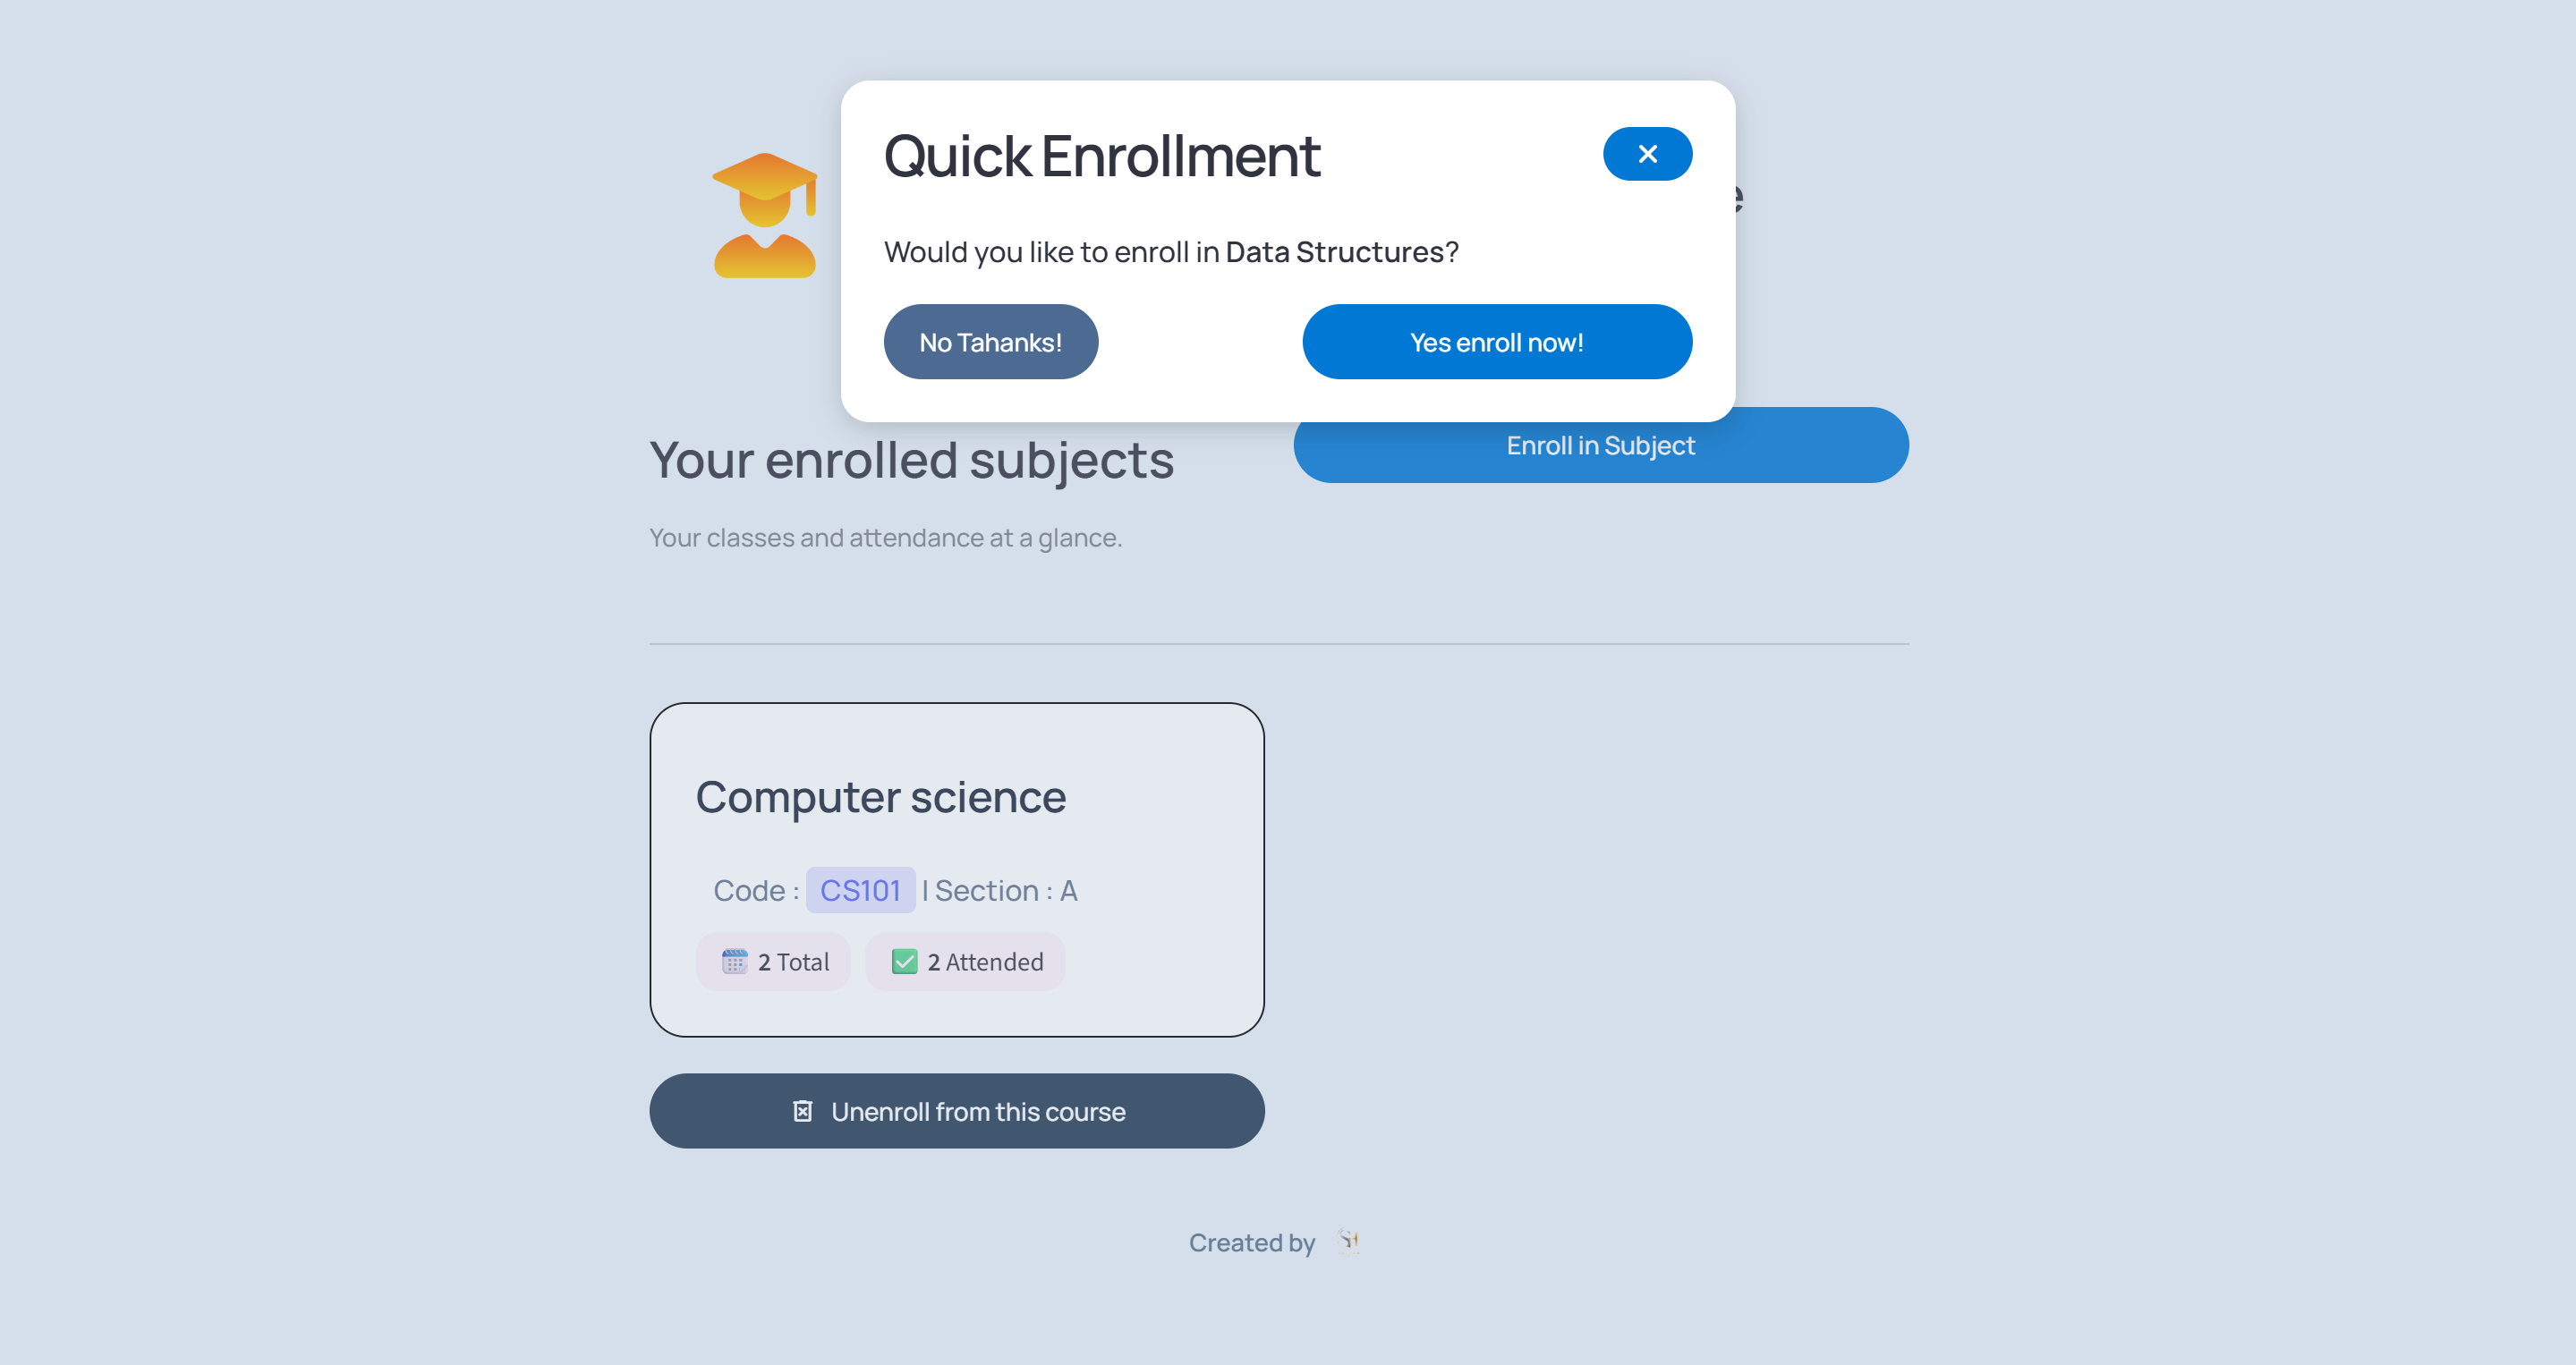 Quick Enrollment
Would you like to enroll in Data Structures?
No Tahanks!
Yes enroll now!
Enroll in Subject
Your enrolled subjects
Your classes and attendance at a glance.
Computer science
Code : CS101 | Section : A
2 Total
2 Attended
Unenroll from this course
Created by